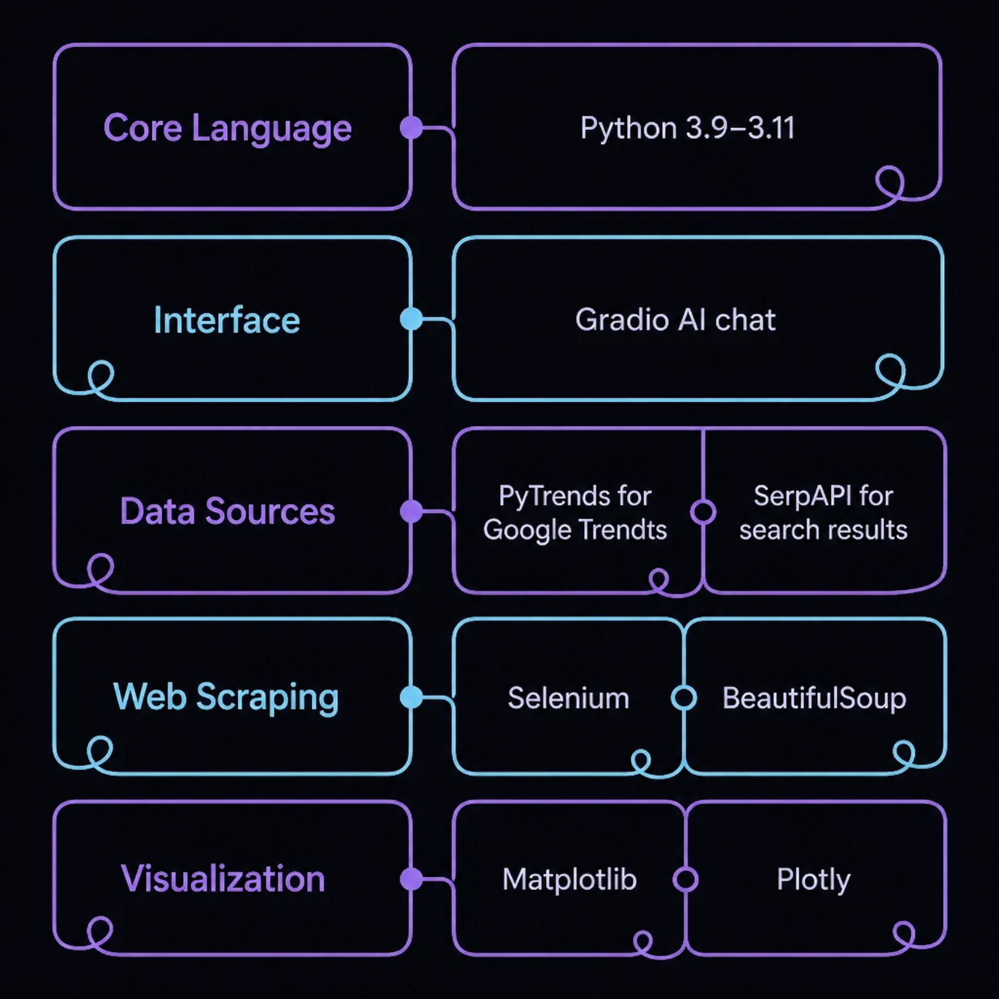 Core Language
Python 3.9–3.11
Interface
Gradio AI chat
Data Sources
PyTrends for
Google Trendts
SerpAPI for
search results
Web Scraping
Selenium
BeautifulSoup
Visualization
Matplotlib
Plotly